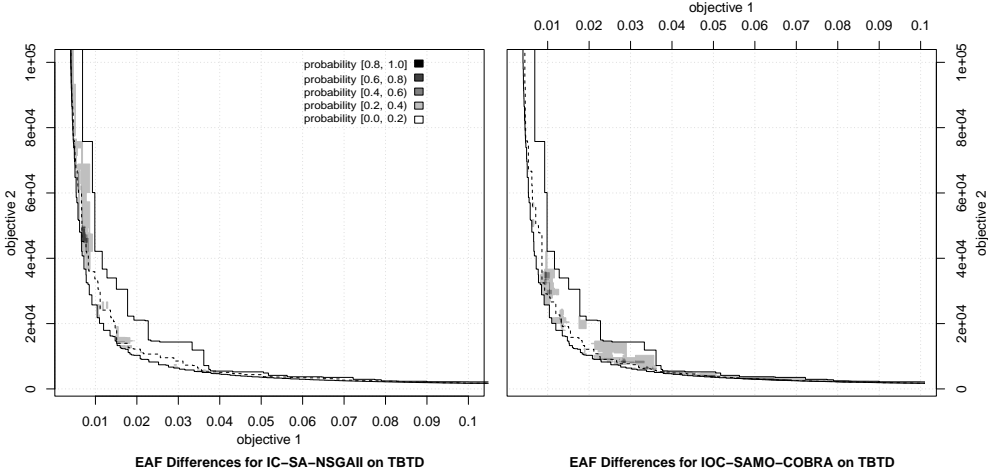 objective 1
0.01 0.02 0.03 0.04 0.05 0.06 0.07 0.08 0.09 0.1
probability [0.8, 1.0]
probability [0.6, 0.8)
probability [0.4, 0.6)
probability [0.2, 0.4)
probability [0.0, 0.2)
objective 2
0 2e+04 4e+04 6e+04 8e+04 1e+05
0 2e+04 4e+04 6e+04 8e+04 1e+05
objective 2
0.01 0.02 0.03 0.04 0.05 0.06 0.07 0.08 0.09 0.1
objective 1
EAF Differences for IC-SA-NSGAII on TBTD
EAF Differences for IOC-SAMO-COBRA on TBTD